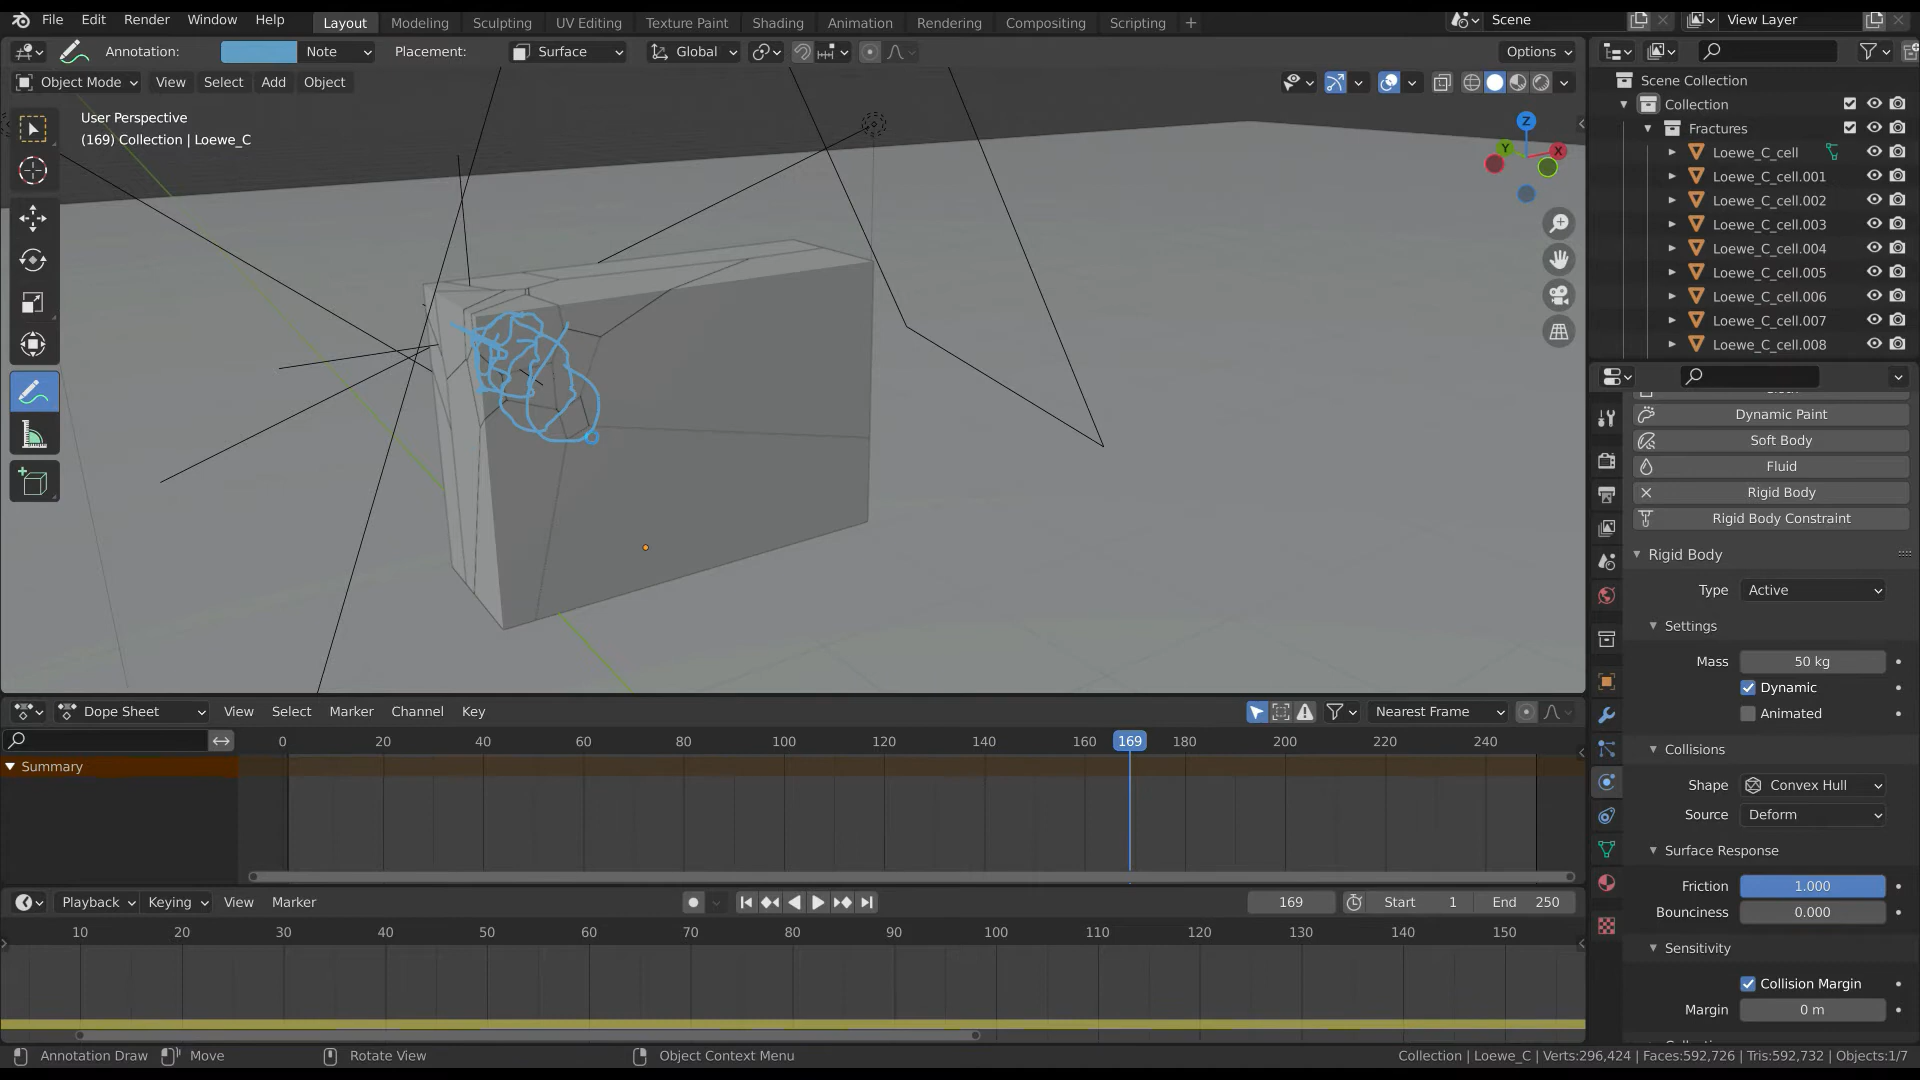 File Edit Render Window Help Layout Modeling Sculpting UV Editing Texture Paint Shading Animation Rendering Compositing Scripting + Scene View Layer
Annotation: Note Placement: Surface Global Options
Object Mode View Select Add Object
User Perspective
(169) Collection | Loewe_C
Z
Y X
Scene Collection
Collection
Fractures
Loewe_C_cell
Loewe_C_cell.001
Loewe_C_cell.002
Loewe_C_cell.003
Loewe_C_cell.004
Loewe_C_cell.005
Loewe_C_cell.006
Loewe_C_cell.007
Loewe_C_cell.008
Dynamic Paint
Soft Body
Fluid
Rigid Body
Rigid Body Constraint
Rigid Body
Type Active
Settings
Mass 50 kg
Dynamic
Animated
Collisions
Shape Convex Hull
Source Deform
Surface Response
Friction 1.000
Bounciness 0.000
Sensitivity
Collision Margin
Margin 0 m
Dope Sheet View Select Marker Channel Key Nearest Frame
0 20 40 60 80 100 120 140 160 169 180 200 220 240
Summary
Playback Keying View Marker 169 Start 1 End 250
10 20 30 40 50 60 70 80 90 100 110 120 130 140 150
Annotation Draw Move Rotate View Object Context Menu Collection | Loewe_C | Verts:296,424 | Faces:592,726 | Tris:592,732 | Objects:1/7